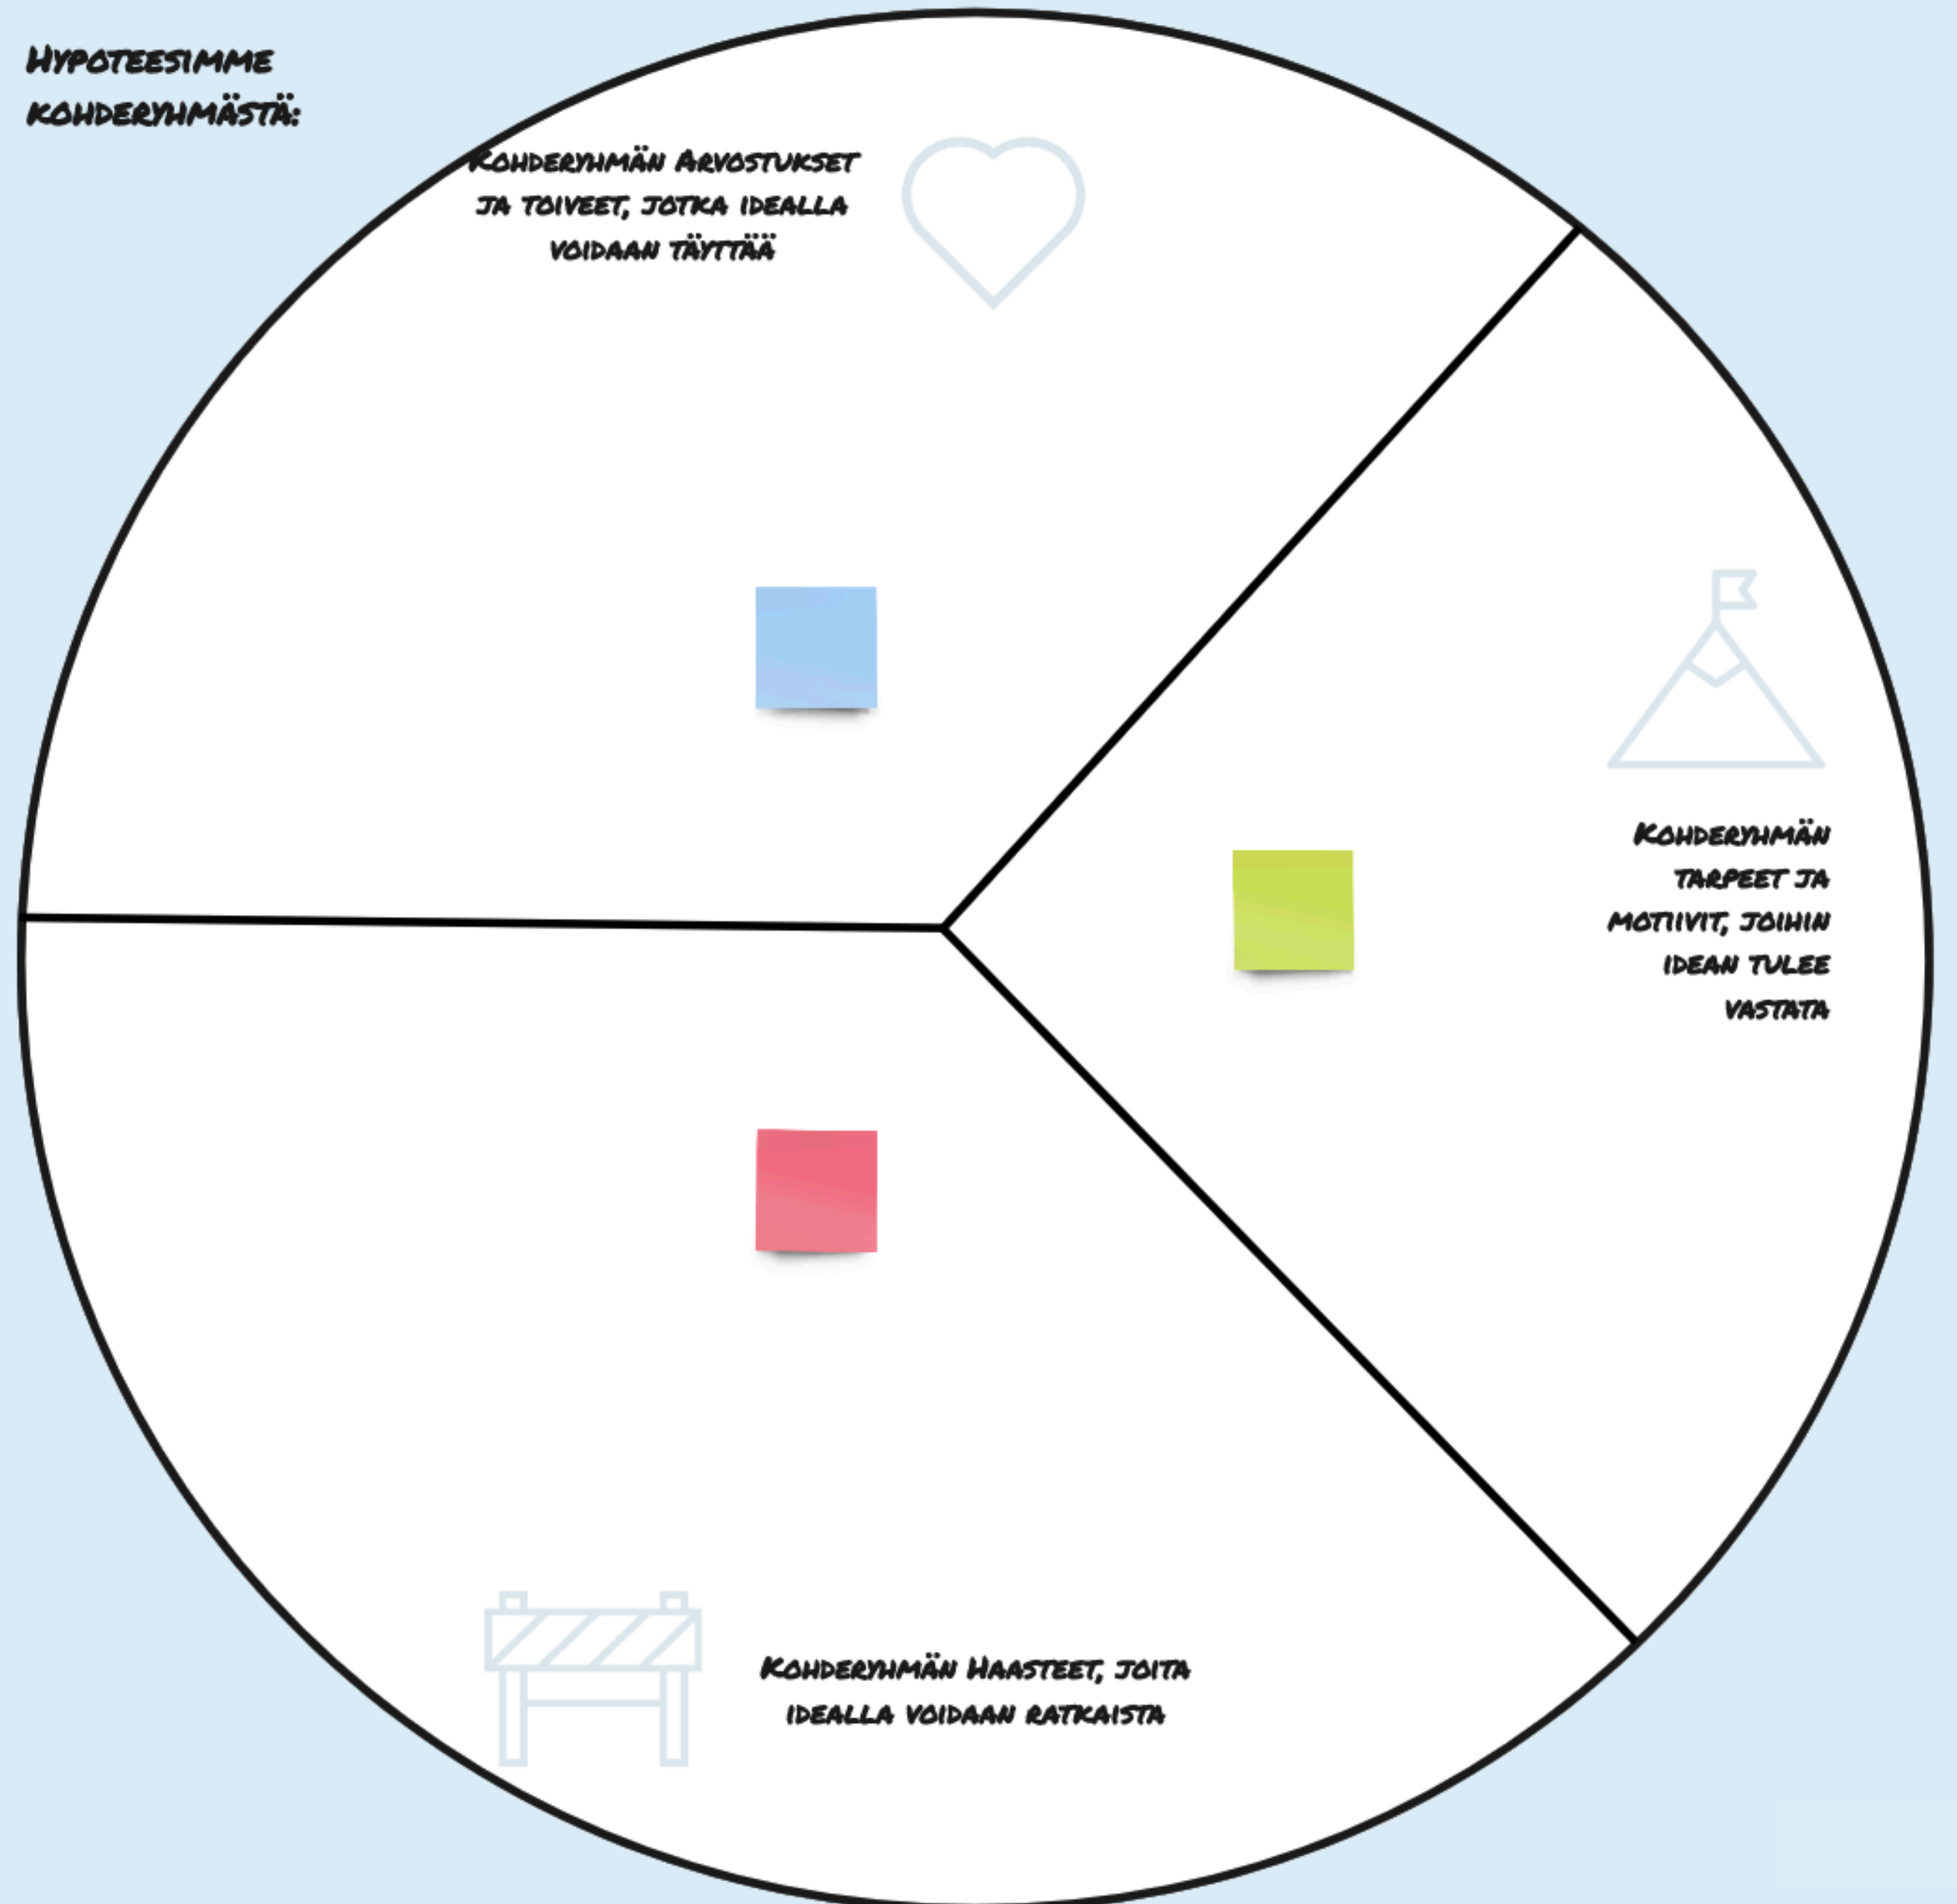 Hypoteesimme
kohderyhmästä:
Kohderyhmän Arvostukset
ja toiveet, jotka idealla
voidaan täyttää
Kohderyhmän
tarpeet ja
motiivit, joihin
idean tulee
vastata
Kohderyhmän Haasteet, joita
idealla voidaan ratkaista